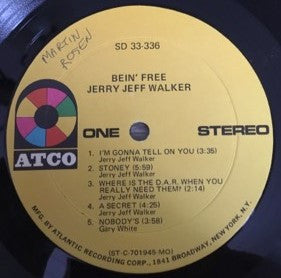 MARTIN
ROSEN
SD 33-336
BEIN' FREE
JERRY JEFF WALKER
ATCO
ONE
STEREO
1. I'M GONNA TELL ON YOU (3:35)
Jerry Jeff Walker
2. STONEY (5:59)
Jerry Jeff Walker
3. WHERE IS THE D.A.R. WHEN YOU
REALLY NEED THEM? (2:14)
Jerry Jeff Walker
4. A SECRET (4:25)
Jerry Jeff Walker
5. NOBODY'S (3:58)
Gary White
(ST-C-701945-MO)
MFG. BY ATLANTIC RECORDING CORP., 1841 BROADWAY, NEW YORK, N.Y.